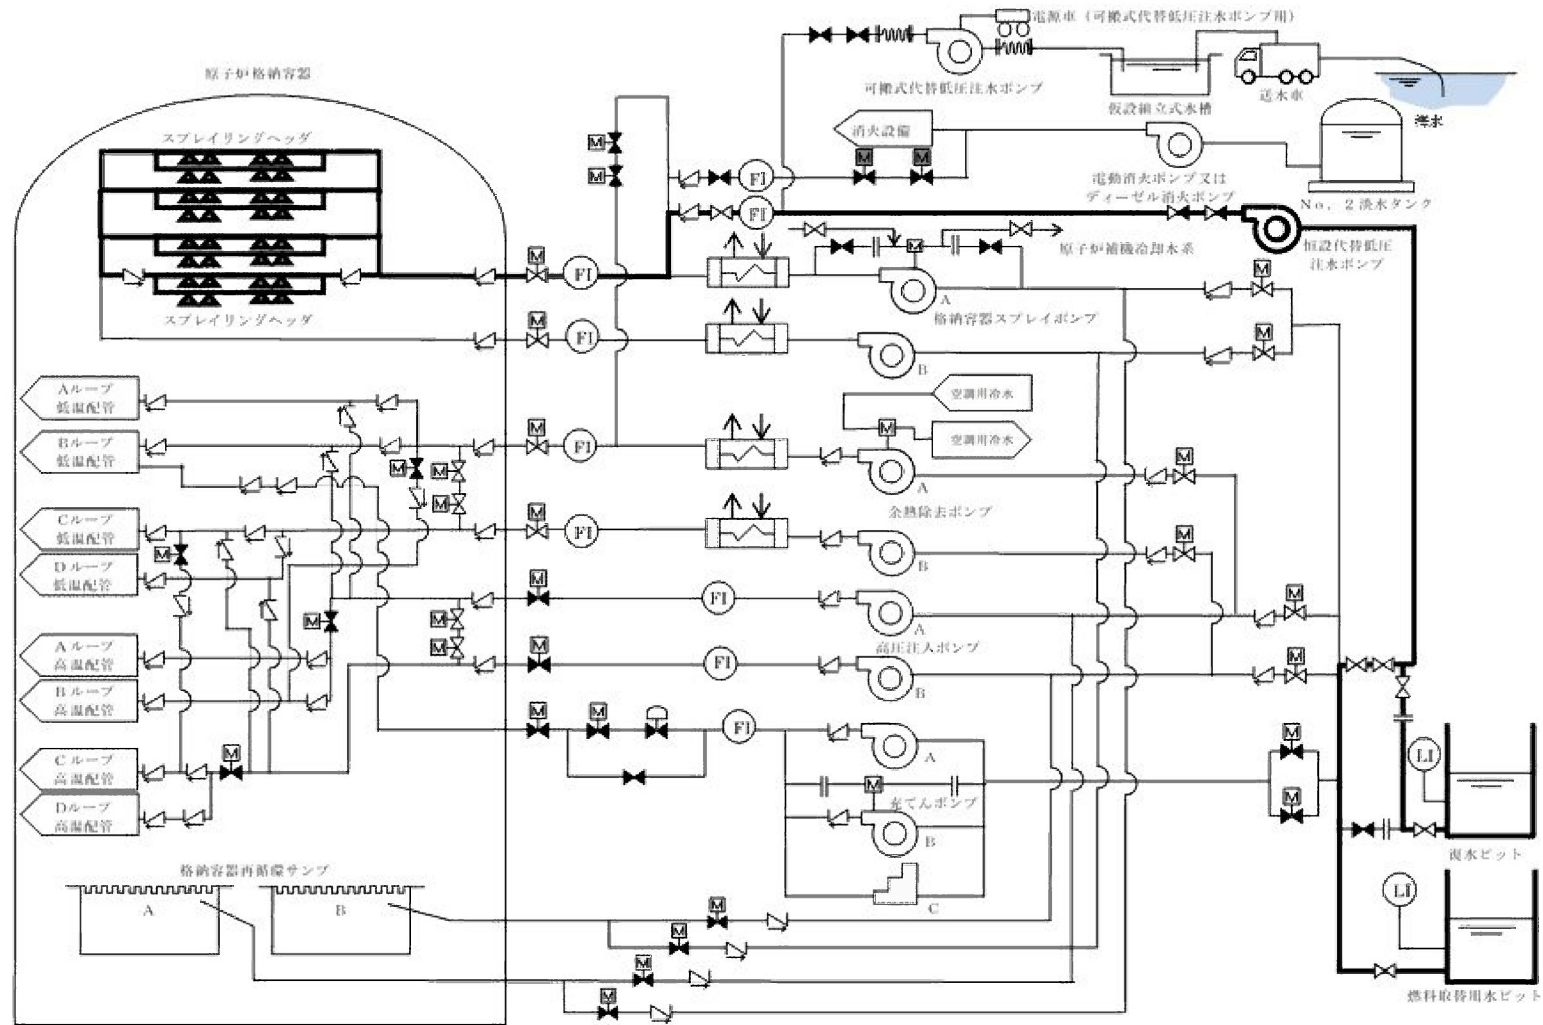 電源車（可搬式代替低圧注水ポンプ用）
原子炉格納容器
可搬式代替低圧注水ポンプ
仮設組立式水槽
送水車
海水
スプレイリングヘッダ
消火設備
M
M
M
M
FI
電動消火ポンプ又は
ディーゼル消火ポンプ
No．2淡水タンク
FI
恒設代替低圧
注水ポンプ
原子炉補機冷却水系
M
M
FI
M
A
格納容器スプレイポンプ
スプレイリングヘッダ
M
FI
B
M
Aループ
低温配管
空調用冷水
Bループ
低温配管
M
FI
M
空調用冷水
M
M
M
A
M
余熱除去ポンプ
Cループ
低温配管
M
FI
M
M
B
Dループ
低温配管
M
FI
A
M
M
M
高圧注入ポンプ
Aループ
高温配管
M
M
FI
B
M
Bループ
高温配管
M
M
FI
A
M
Cループ
高温配管
M
LI
M
充てんポンプ
M
Dループ
高温配管
B
復水ピット
格納容器再循環サンプ
A
B
C
LI
M
M
M
M
燃料取替用水ピット